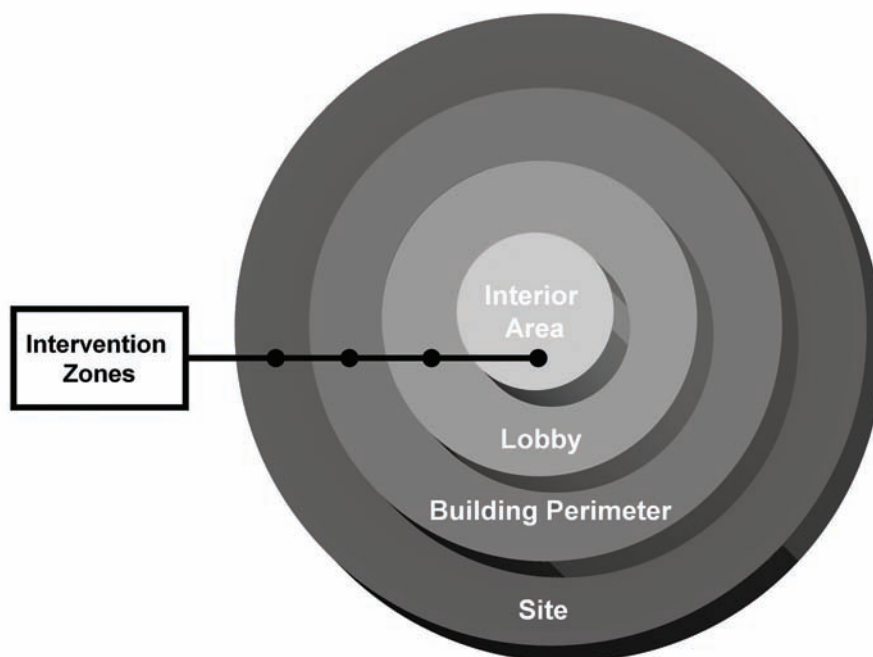 Interior
Area
Intervention
Zones
Lobby
Building Perimeter
Site